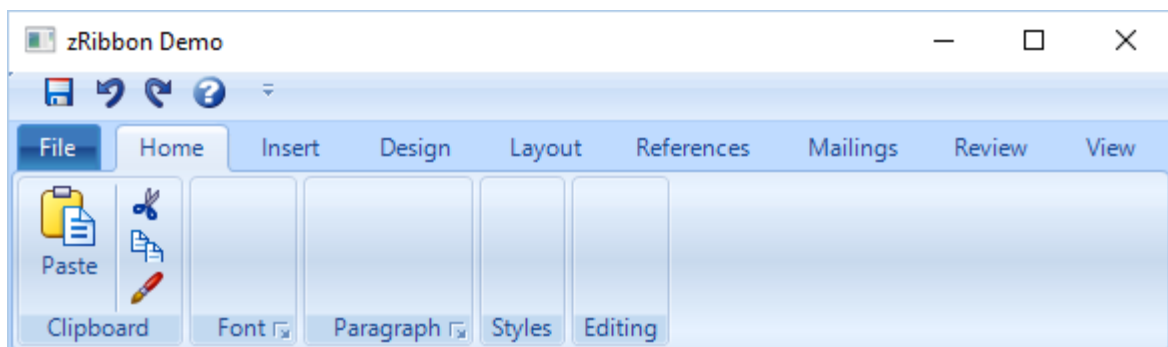 zRibbon Demo
File Home Insert Design Layout References Mailings Review View
Paste
Clipboard Font Paragraph Styles Editing